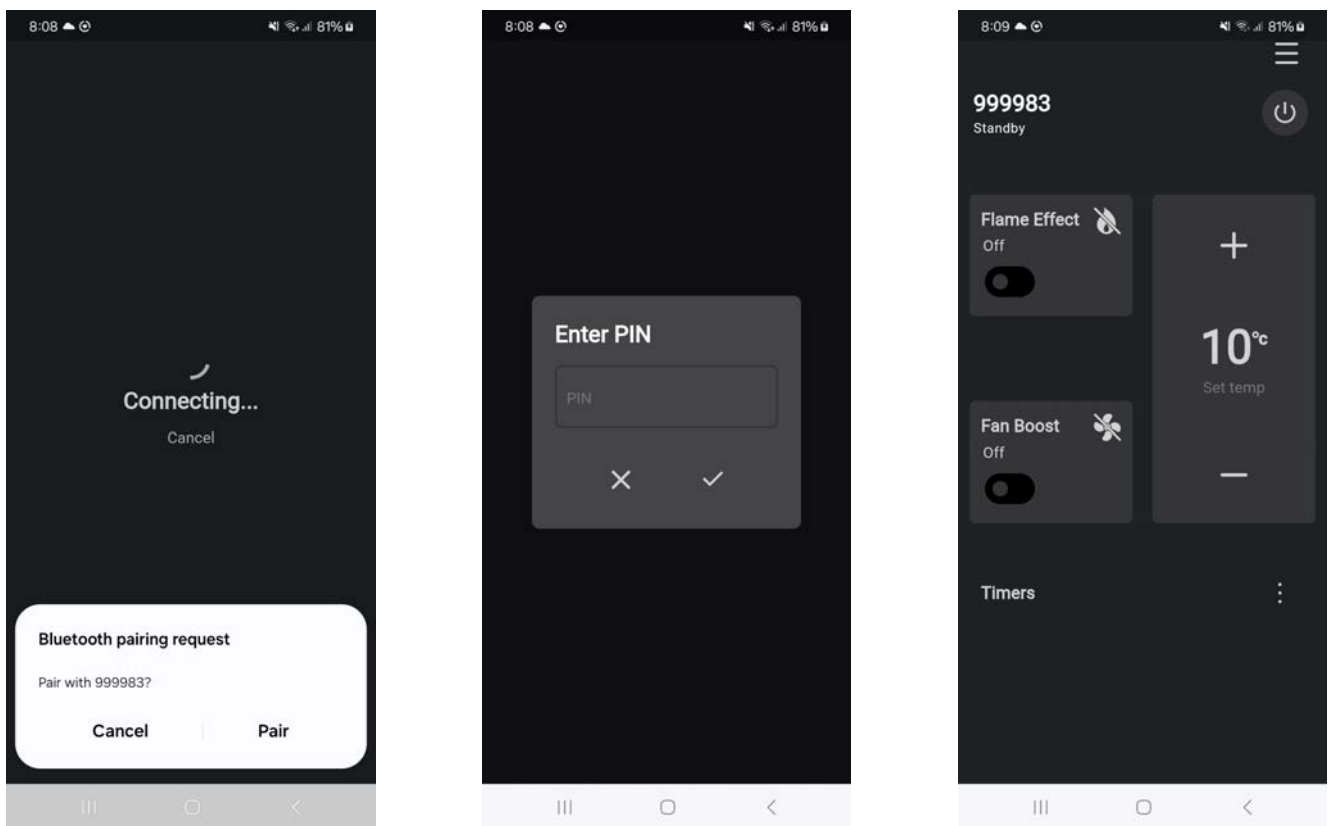 8:08
81%
Connecting...
Cancel
Bluetooth pairing request
Pair with 999983?
Cancel
Pair
8:08
81%
Enter PIN
PIN
8:09
81%
999983
Standby
Flame Effect
Off
10°c
Set temp
Fan Boost
Off
Timers